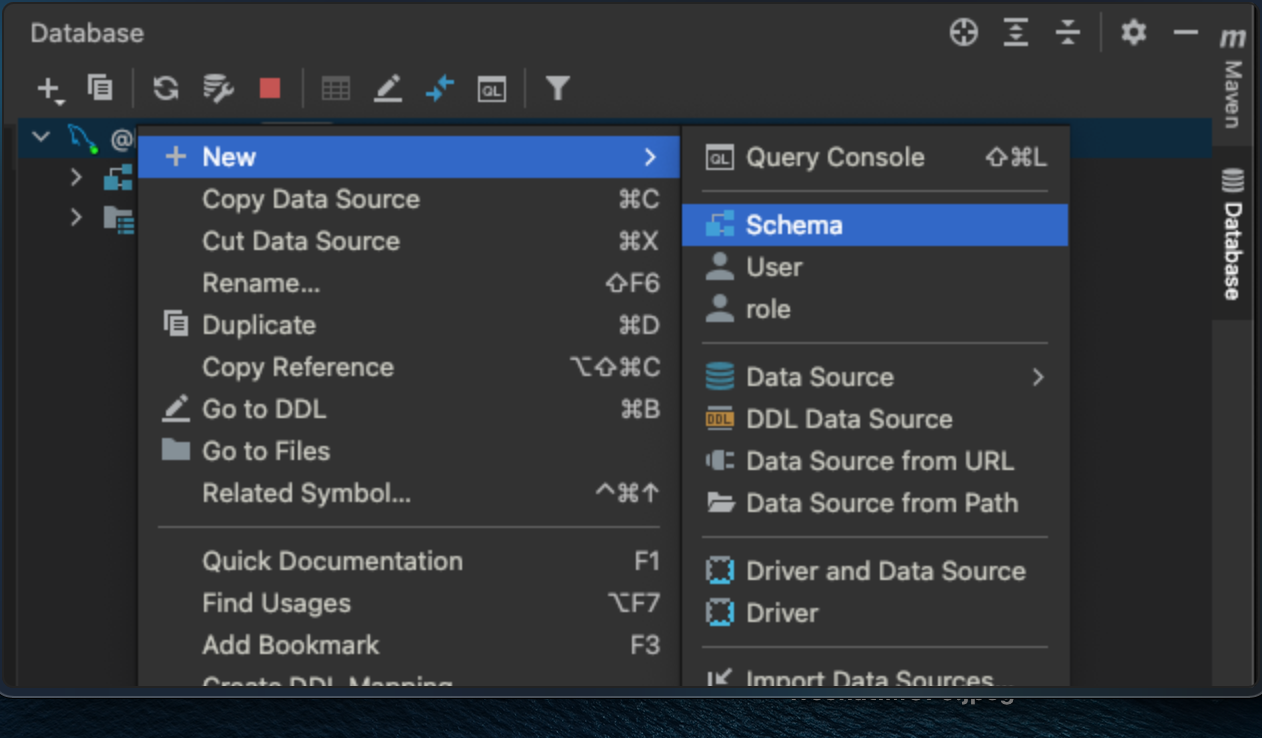 Database
m
Maven
QL
@
New
Copy Data Source ⌘C
Cut Data Source ⌘X
Rename... ⇧F6
Duplicate ⌘D
Copy Reference ⌥⇧⌘C
Go to DDL ⌘B
Go to Files
Related Symbol... ^⌘↑
Quick Documentation F1
Find Usages ⌥F7
Add Bookmark F3
Create DDL Mapping
QL Query Console ⇧⌘L
Schema
User
role
Data Source
DDL DDL Data Source
Data Source from URL
Data Source from Path
Driver and Data Source
Driver
Import Data Sources...
Database